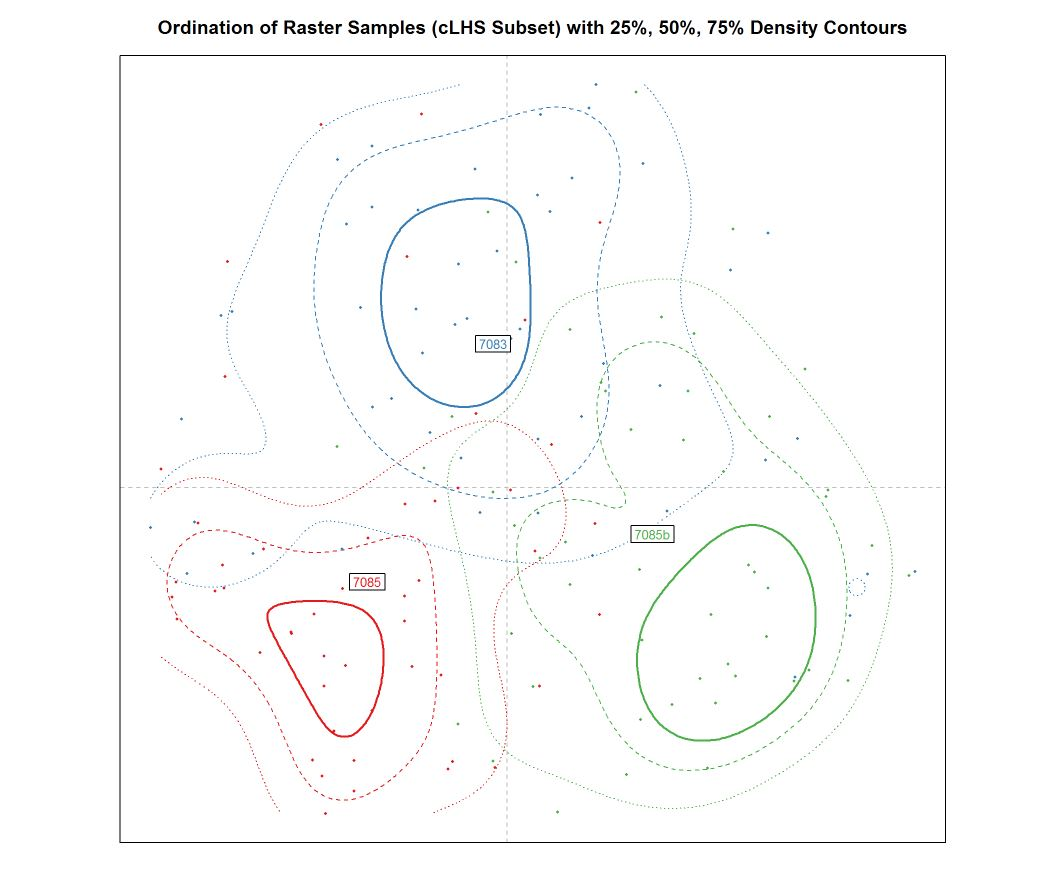 Ordination of Raster Samples (cLHS Subset) with 25%, 50%, 75% Density Contours
7083
7085b
7085